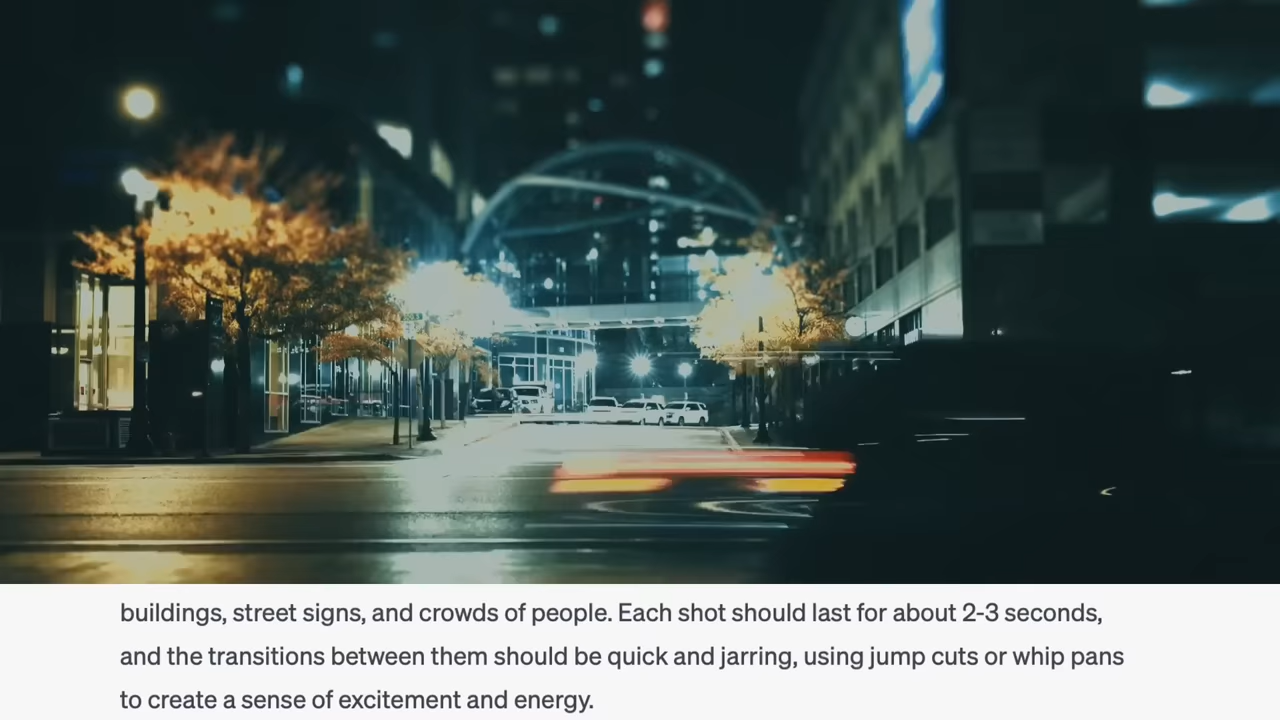 buildings, street signs, and crowds of people. Each shot should last for about 2-3 seconds,
and the transitions between them should be quick and jarring, using jump cuts or whip pans
to create a sense of excitement and energy.